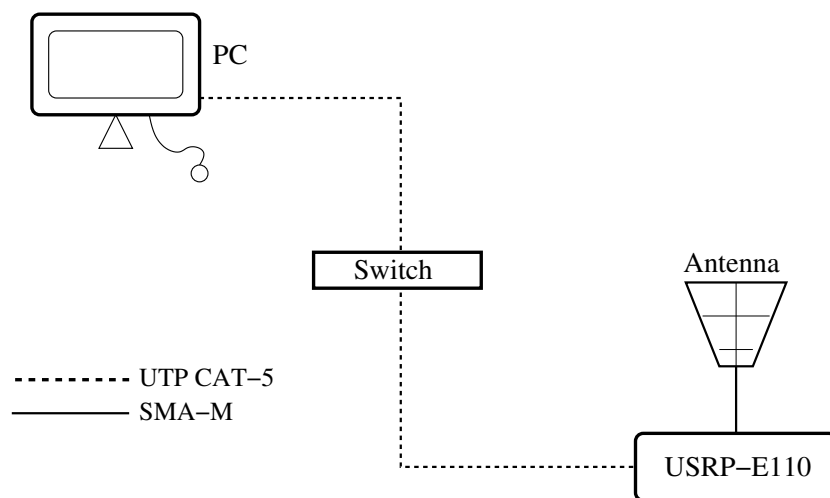 PC
Switch
Antenna
UTP CAT−5
SMA−M
USRP−E110